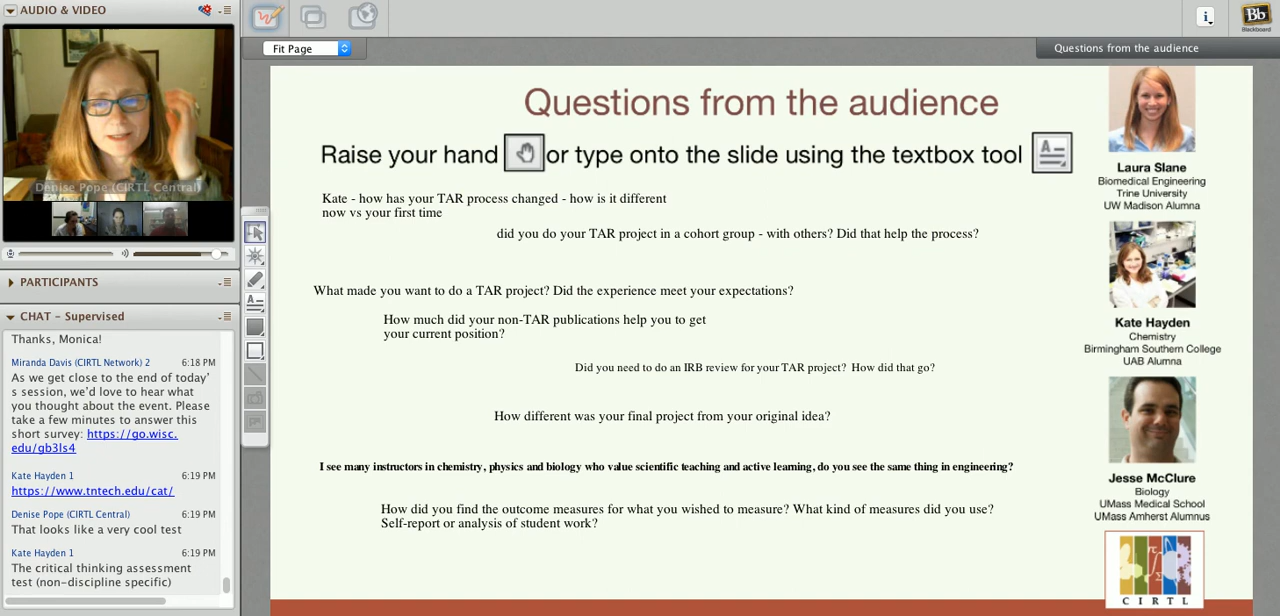 AUDIO & VIDEO
Denise Pope (CIRTL Central)
PARTICIPANTS
CHAT - Supervised
Thanks, Monica!
Miranda Davis (CIRTL Network) 2 6:18 PM
As we get close to the end of today'
s session, we'd love to hear what
you thought about the event. Please
take a few minutes to answer this
short survey: https://go.wisc.
edu/gb3ls4
Kate Hayden 1 6:19 PM
https://www.tntech.edu/cat/
Denise Pope (CIRTL Central) 6:19 PM
That looks like a very cool test
Kate Hayden 1 6:19 PM
The critical thinking assessment
test (non-discipline specific)
i
Bb
Blackboard
Fit Page
Questions from the audience
Questions from the audience
Raise your hand or type onto the slide using the textbox tool
Kate - how has your TAR process changed - how is it different
now vs your first time
did you do your TAR project in a cohort group - with others? Did that help the process?
What made you want to do a TAR project? Did the experience meet your expectations?
How much did your non-TAR publications help you to get
your current position?
Did you need to do an IRB review for your TAR project? How did that go?
How different was your final project from your original idea?
I see many instructors in chemistry, physics and biology who value scientific teaching and active learning, do you see the same thing in engineering?
How did you find the outcome measures for what you wished to measure? What kind of measures did you use?
Self-report or analysis of student work?
Laura Slane
Biomedical Engineering
Trine University
UW Madison Alumna
Kate Hayden
Chemistry
Birmingham Southern College
UAB Alumna
Jesse McClure
Biology
UMass Medical School
UMass Amherst Alumnus
CIRTL